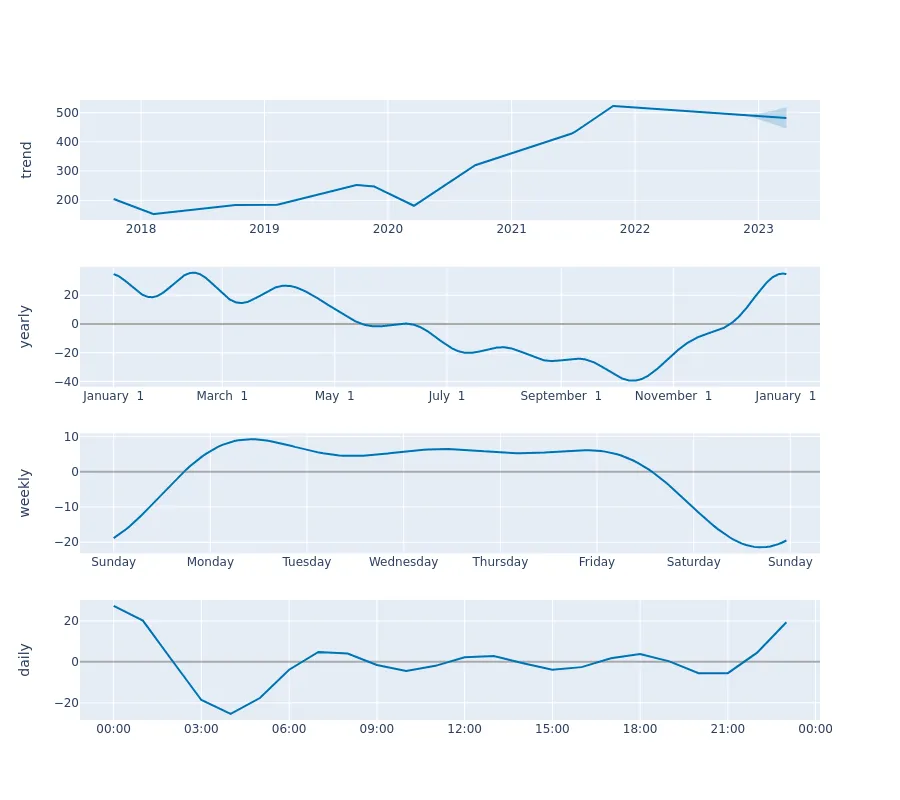 trend
500
400
300
200
2018 2019 2020 2021 2022 2023
yearly
20
0
−20
−40
January 1 March 1 May 1 July 1 September 1 November 1 January 1
weekly
10
0
−10
−20
Sunday Monday Tuesday Wednesday Thursday Friday Saturday Sunday
daily
20
0
−20
00:00 03:00 06:00 09:00 12:00 15:00 18:00 21:00 00:00